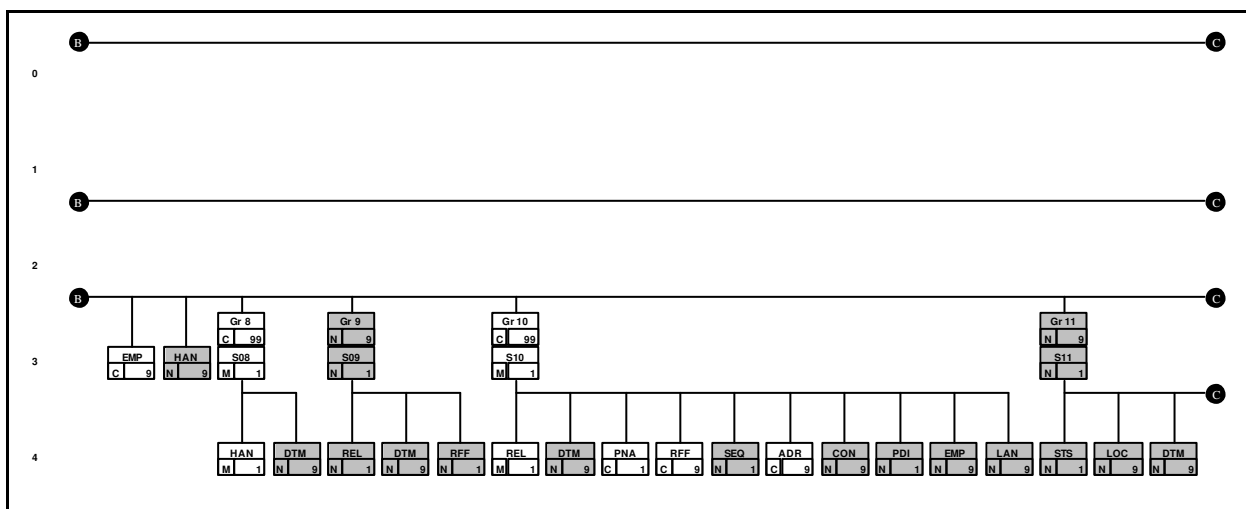 B C
0
1
B C
2
B C
Gr 8 Gr 9 Gr 10 Gr 11
C 99 N 9 C 99 N 9
3
EMP HAN S08 S09 S10 S11
C 9 N 9 M 1 N 1 M 1 N 1
C
4
HAN DTM REL DTM RFF REL DTM PNA RFF SEQ ADR CON PDI EMP LAN STS LOC DTM
M 1 N 9 N 1 N 9 N 1 M 1 N 9 C 1 C 9 N 1 C 9 N 9 N 1 N 9 N 9 N 1 N 9 N 9